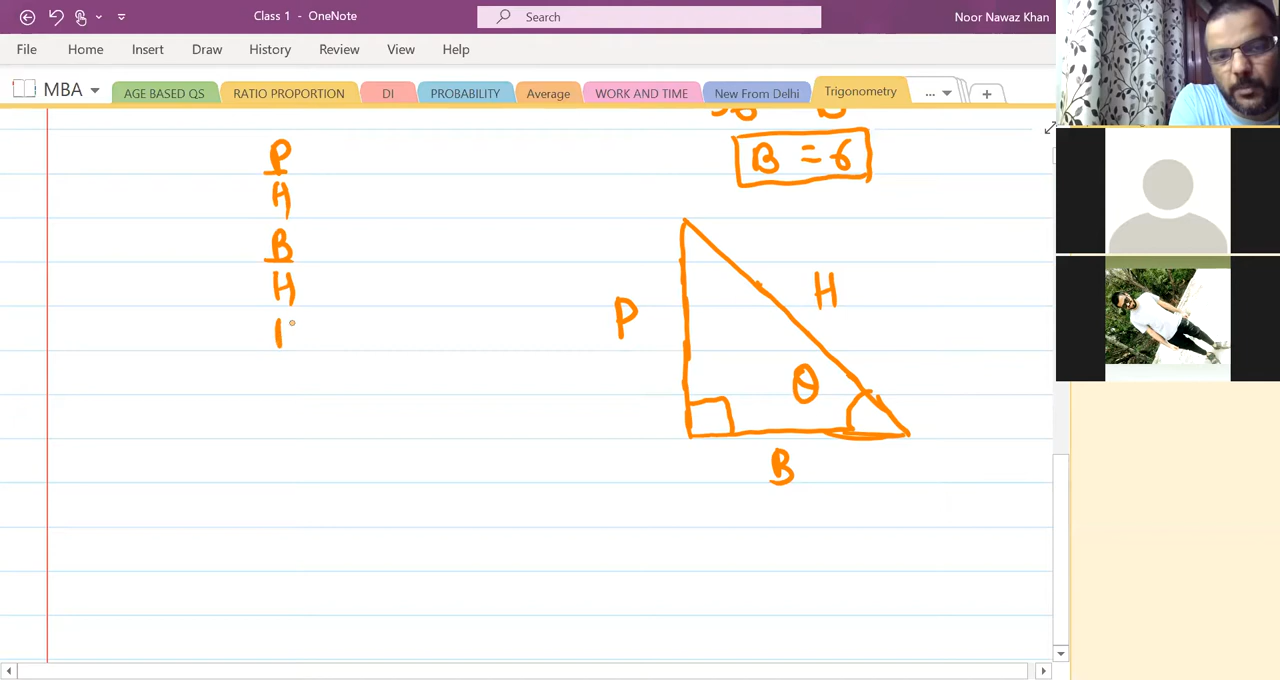 Class 1 - OneNote
Search
Noor Nawaz Khan
File Home Insert Draw History Review View Help
MBA
AGE BASED QS RATIO PROPORTION DI PROBABILITY Average WORK AND TIME New From Delhi Trigonometry ... +
B = 6
P
H
B
H
P
H
θ
B